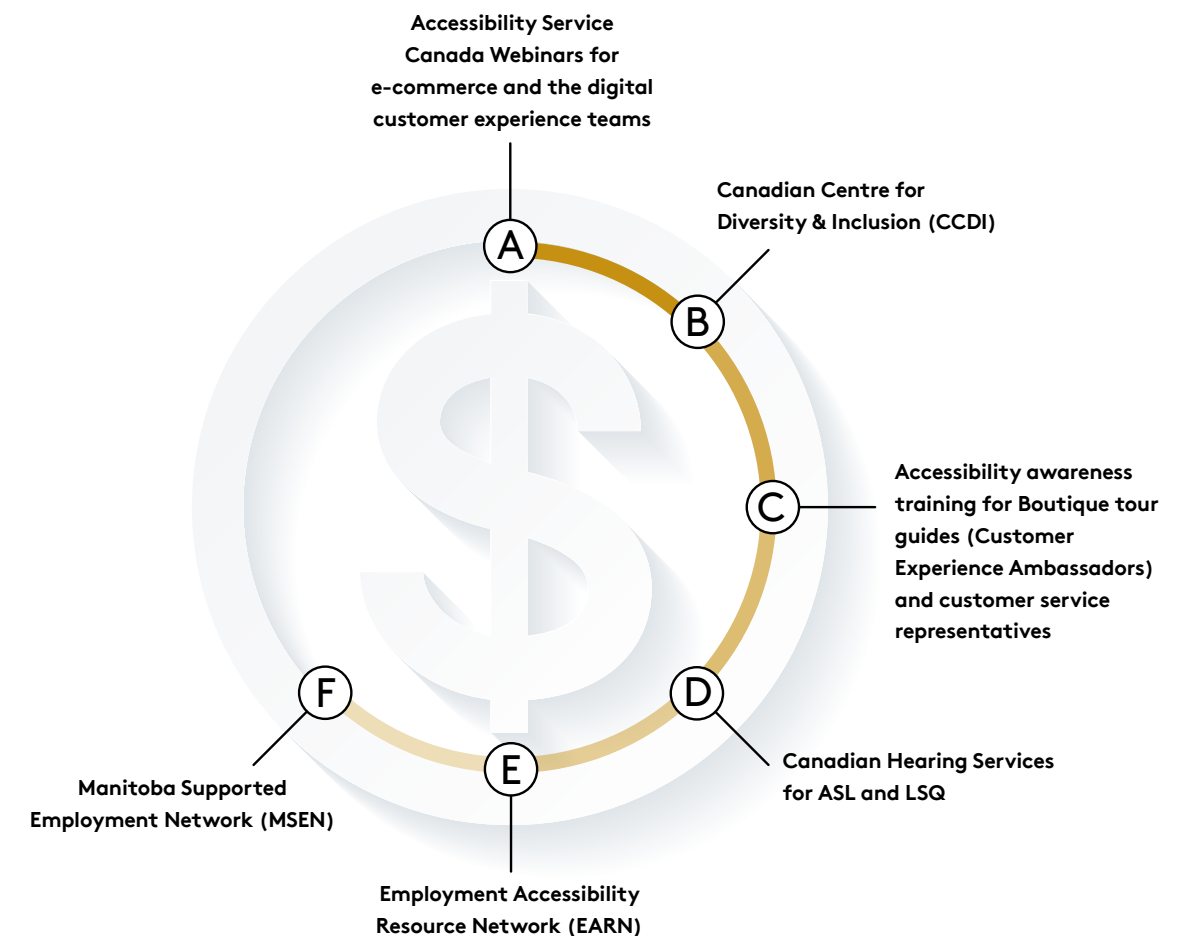 Accessibility Service
Canada Webinars for
e-commerce and the digital
customer experience teams
A
Canadian Centre for
Diversity & Inclusion (CCDI)
B
Accessibility awareness
training for Boutique tour
guides (Customer
Experience Ambassadors)
and customer service
representatives
C
Canadian Hearing Services
for ASL and LSQ
D
Employment Accessibility
Resource Network (EARN)
E
Manitoba Supported
Employment Network (MSEN)
F
$